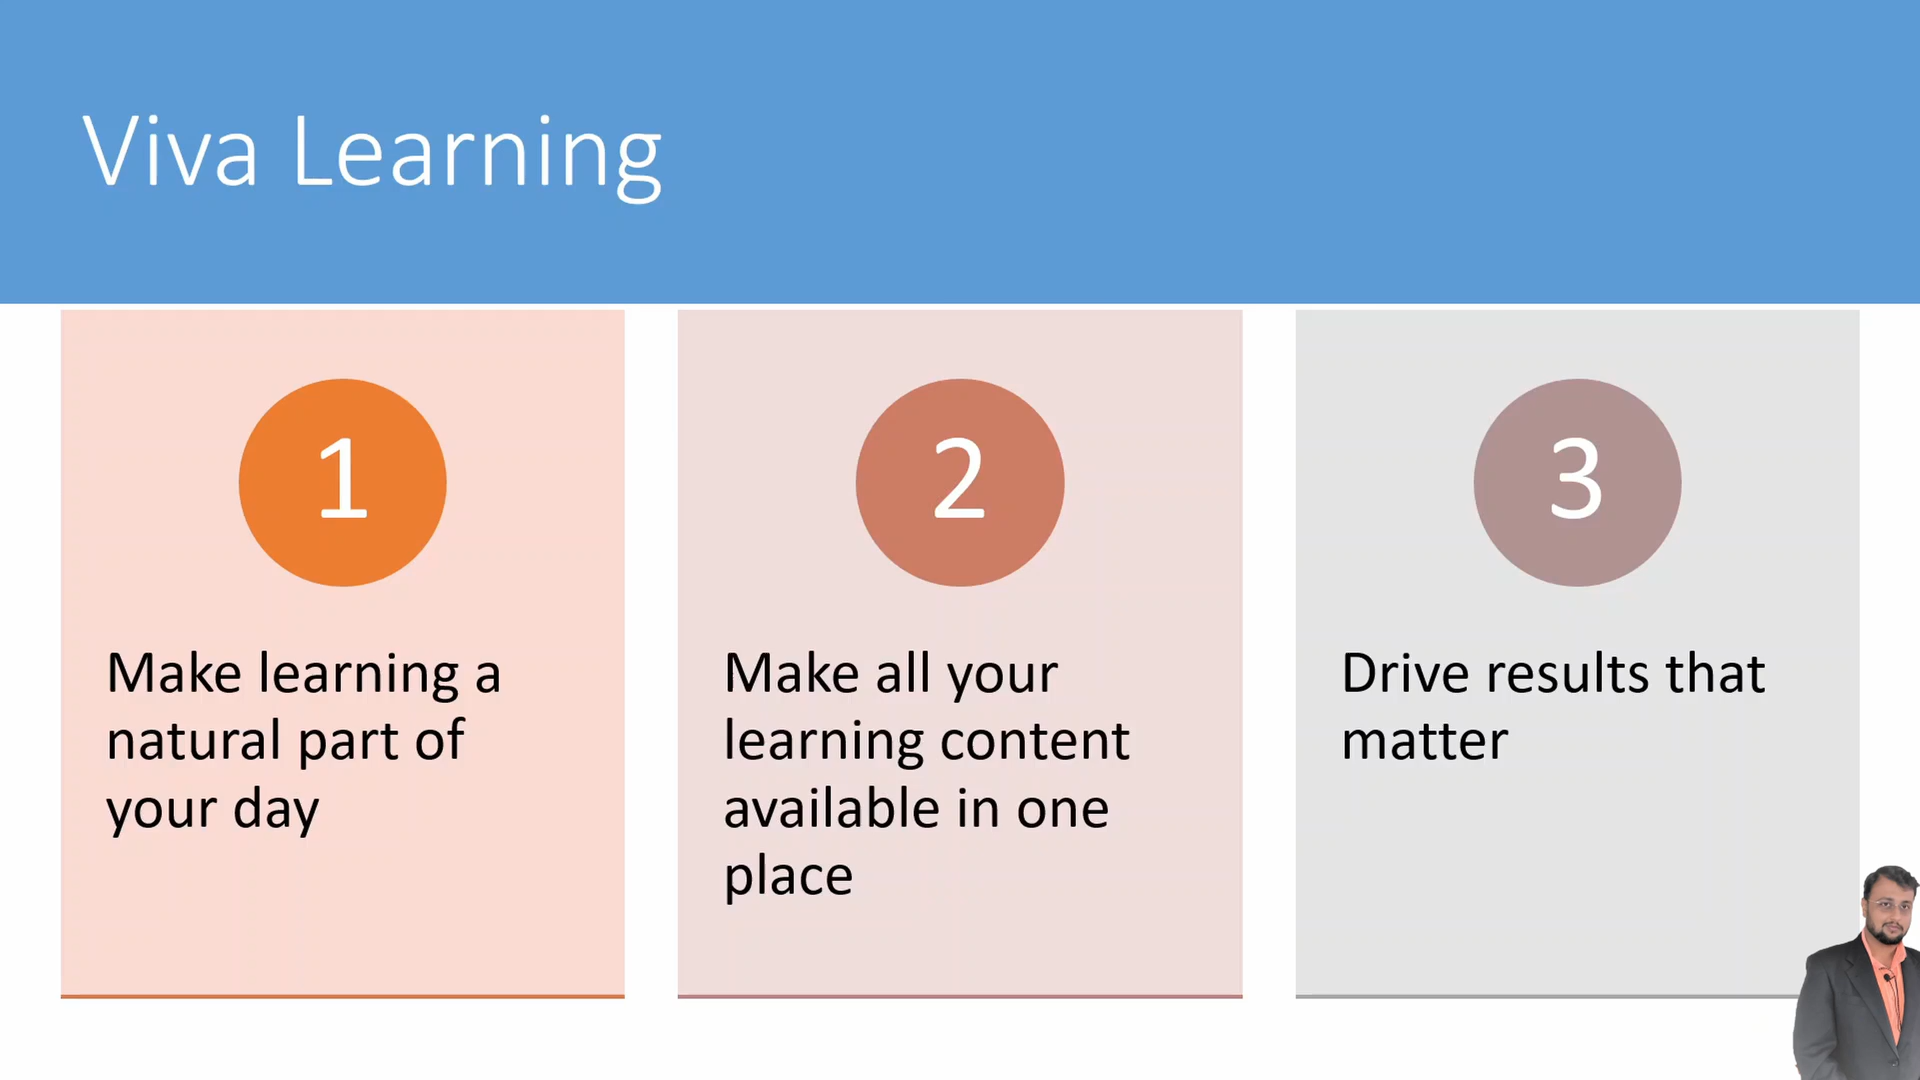 Viva Learning
1
Make learning a
natural part of
your day
2
Make all your
learning content
available in one
place
3
Drive results that
matter